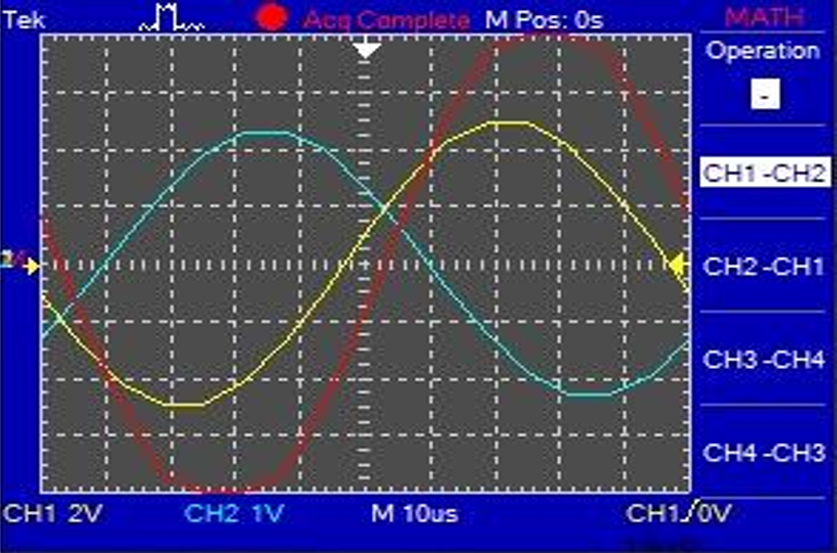 Tek Acq Complete M Pos: 0s MATH
Operation
-
CH1 -CH2
CH2 -CH1
CH3 -CH4
CH4 -CH3
CH1 2V CH2 1V M 10us CH1 / 0V